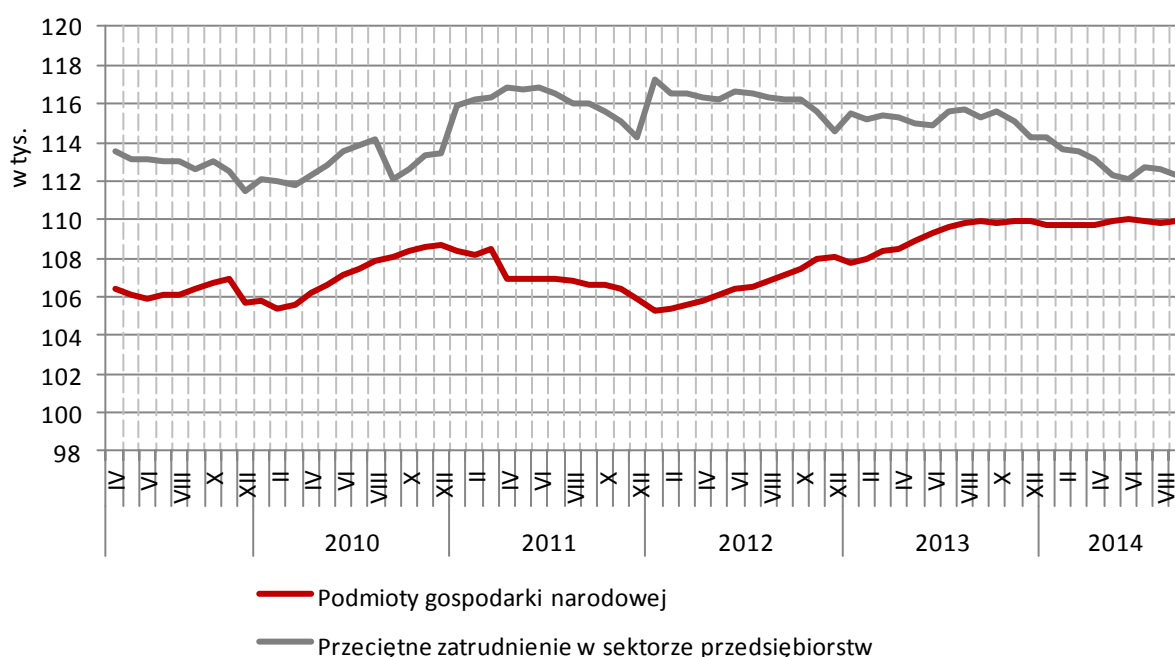 120
118
116
114
112
110
108
106
104
102
100
98
w tys.
IV VI VIII X XII II IV VI VIII X XII II IV VI VIII X XII II IV VI VIII X XII II IV VI VIII X XII II IV VI VIII
2010 2011 2012 2013 2014
Podmioty gospodarki narodowej
Przeciętne zatrudnienie w sektorze przedsiębiorstw